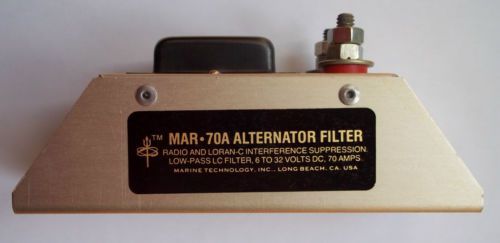 TM MAR•70A ALTERNATOR FILTER
RADIO AND LORAN-C INTERFERENCE SUPPRESSION.
LOW-PASS LC FILTER, 6 TO 32 VOLTS DC, 70 AMPS.
MARINE TECHNOLOGY, INC., LONG BEACH, CA. USA